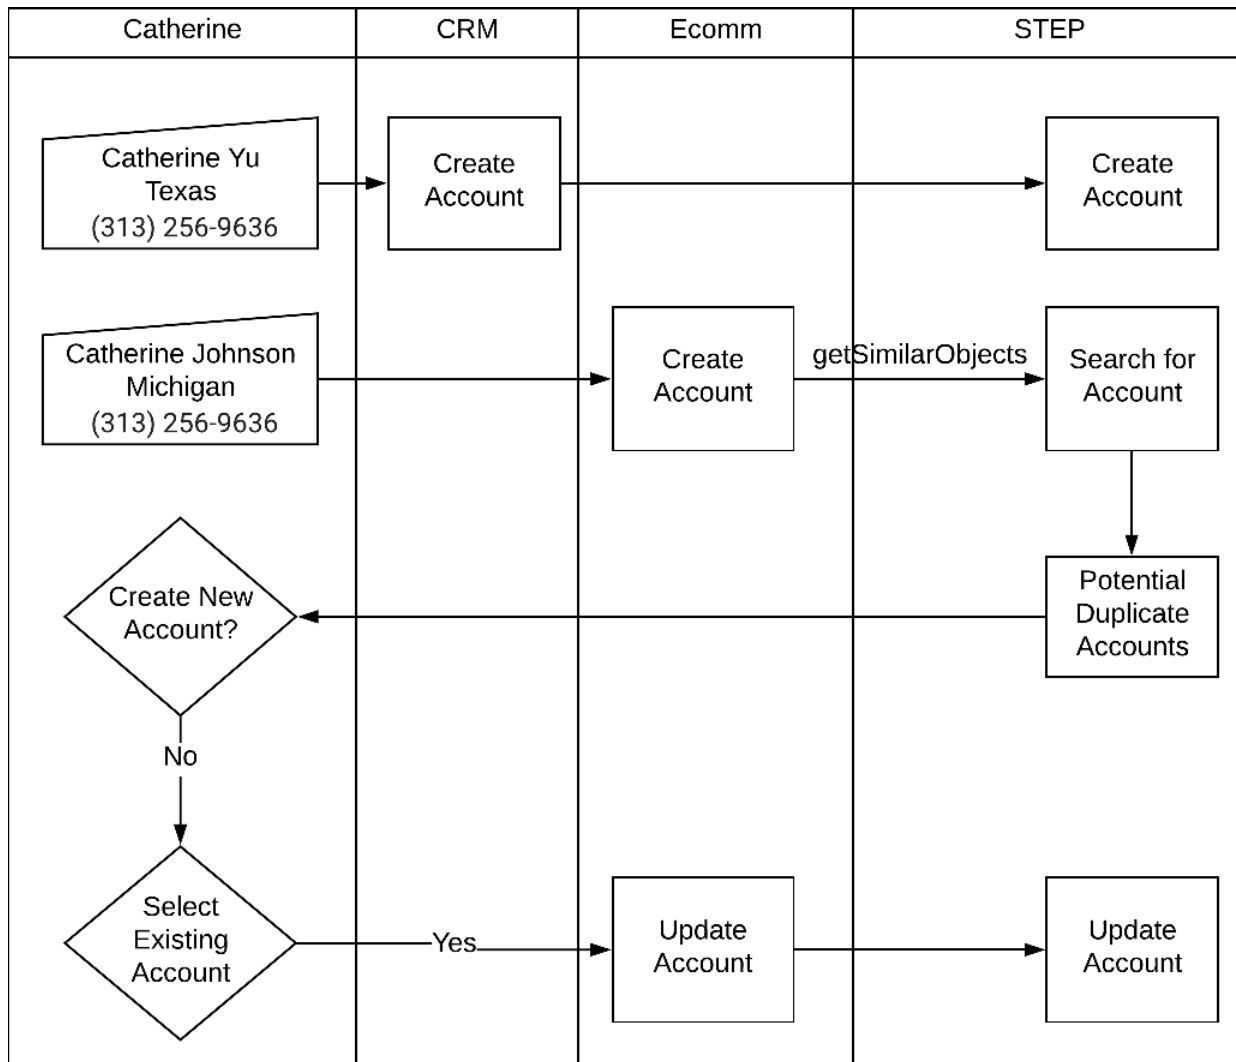 Catherine
CRM
Ecomm
STEP
Catherine Yu
Texas
(313) 256-9636
Create
Account
Create
Account
Catherine Johnson
Michigan
(313) 256-9636
Create
Account
getSimilarObjects
Search for
Account
Create New
Account?
Potential
Duplicate
Accounts
No
Select
Existing
Account
Yes
Update
Account
Update
Account